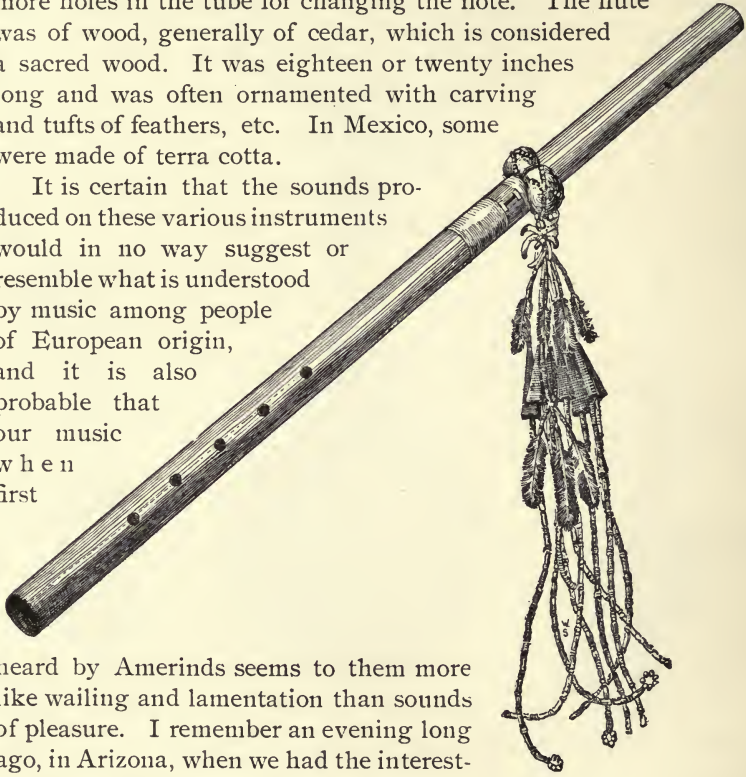 more holes in the tube for changing the note. The flute
was of wood, generally of cedar, which is considered
a sacred wood. It was eighteen or twenty inches
ong and was often ornamented with carving
and tufts of feathers, etc. In Mexico, some
were made of terra cotta.
It is certain that the sounds pro-
duced on these various instruments
would in no way suggest or
resemble what is understood
by music among people
of European origin,
and it is also
probable that
our music
when
first
heard by Amerinds seems to them more
like wailing and lamentation than sounds
of pleasure. I remember an evening long
ago, in Arizona, when we had the interest-